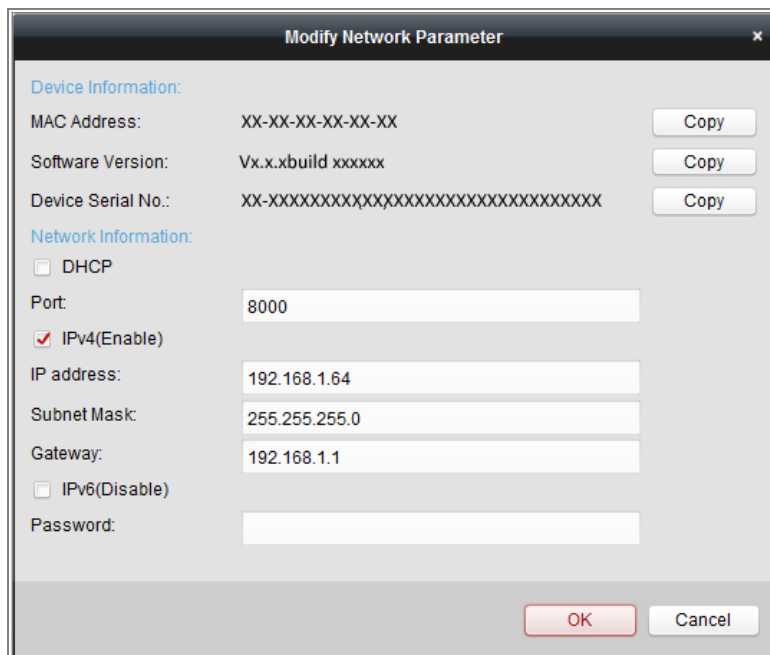 Modify Network Parameter ×
Device Information:
MAC Address: XX-XX-XX-XX-XX-XX Copy
Software Version: Vx.x.xbuild xxxxxx Copy
Device Serial No.: XX-XXXXXXXXXXXXXXXXXXXXXXXXXXXXXXXX Copy
Network Information:
DHCP
Port: 8000
IPv4(Enable)
IP address: 192.168.1.64
Subnet Mask: 255.255.255.0
Gateway: 192.168.1.1
IPv6(Disable)
Password:
OK Cancel